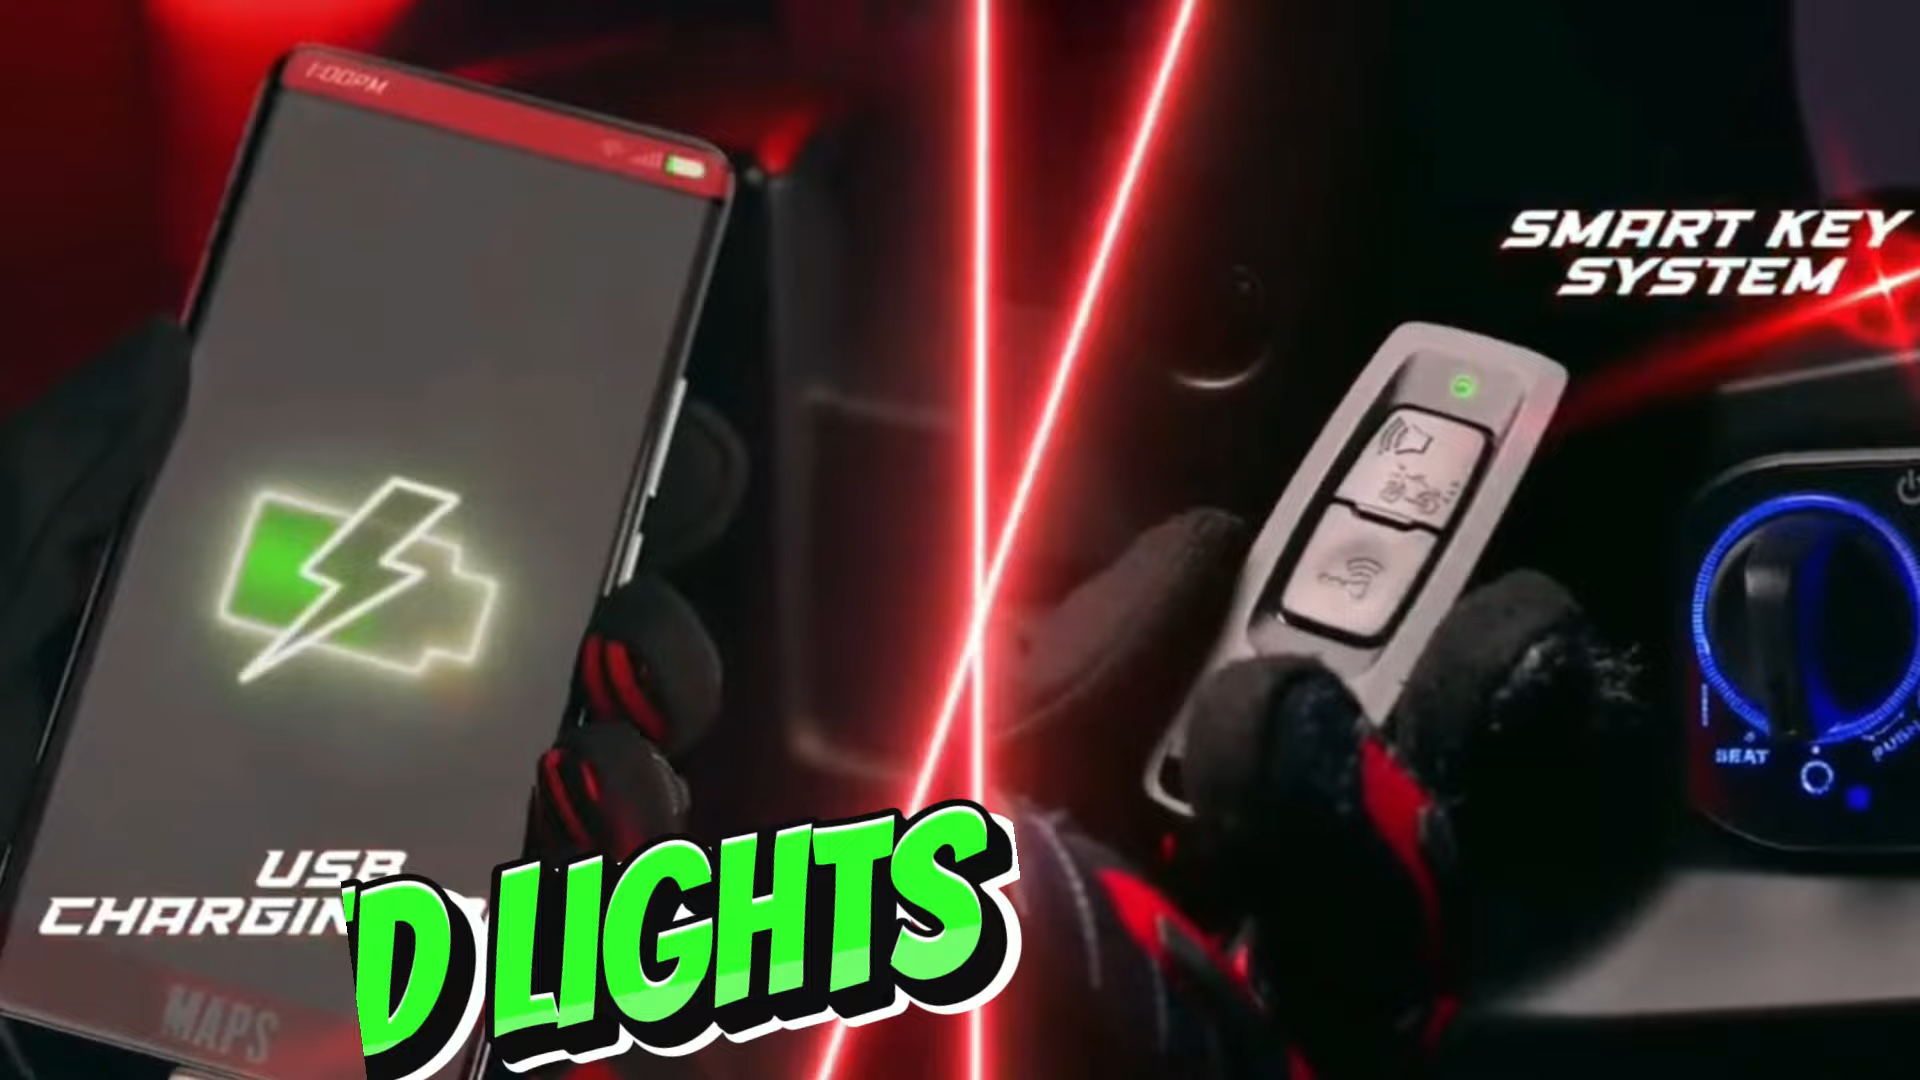 1:00PM
SMART KEY
SYSTEM
USB
CHARGIN
D LIGHTS
MAPS
SEAT
PUSH